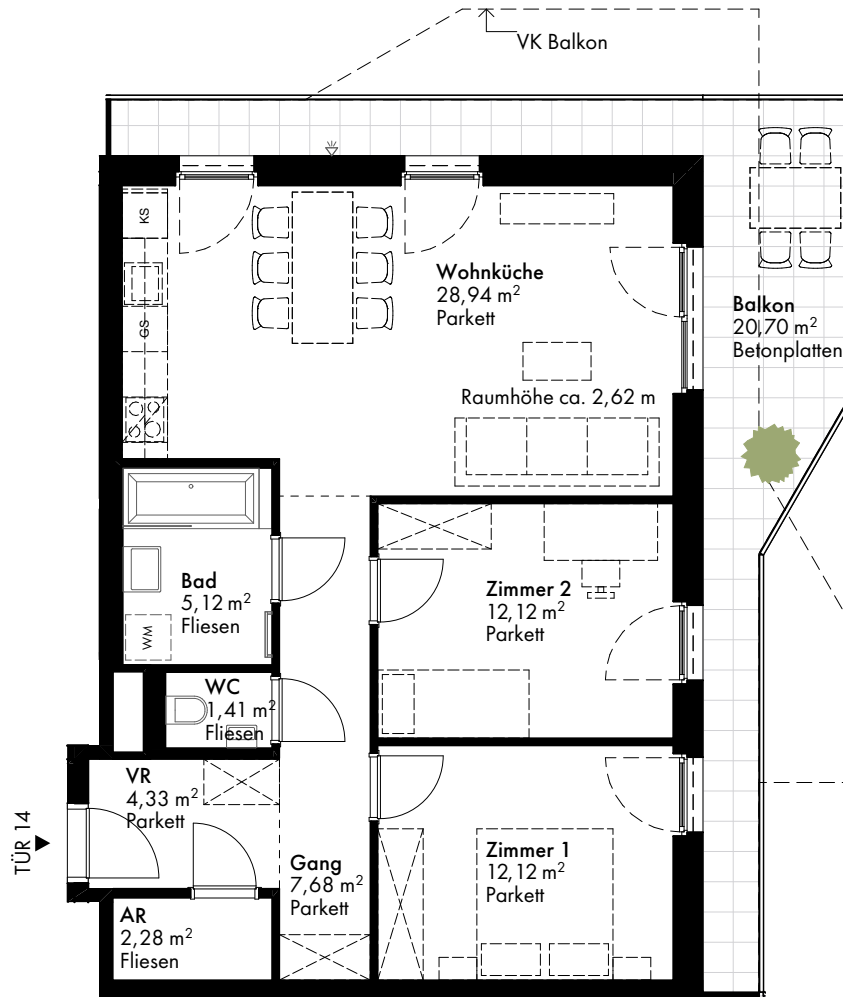 VK Balkon
KS
GS
Wohnküche
28,94 m²
Parkett
Balkon
20,70 m²
Betonplatten
Raumhöhe ca. 2,62 m
Bad
5,12 m²
Fliesen
WM
Zimmer 2
12,12 m²
Parkett
WC
1,41 m²
Fliesen
VR
4,33 m²
Parkett
TÜR 14
Gang
7,68 m²
Parkett
Zimmer 1
12,12 m²
Parkett
AR
2,28 m²
Fliesen